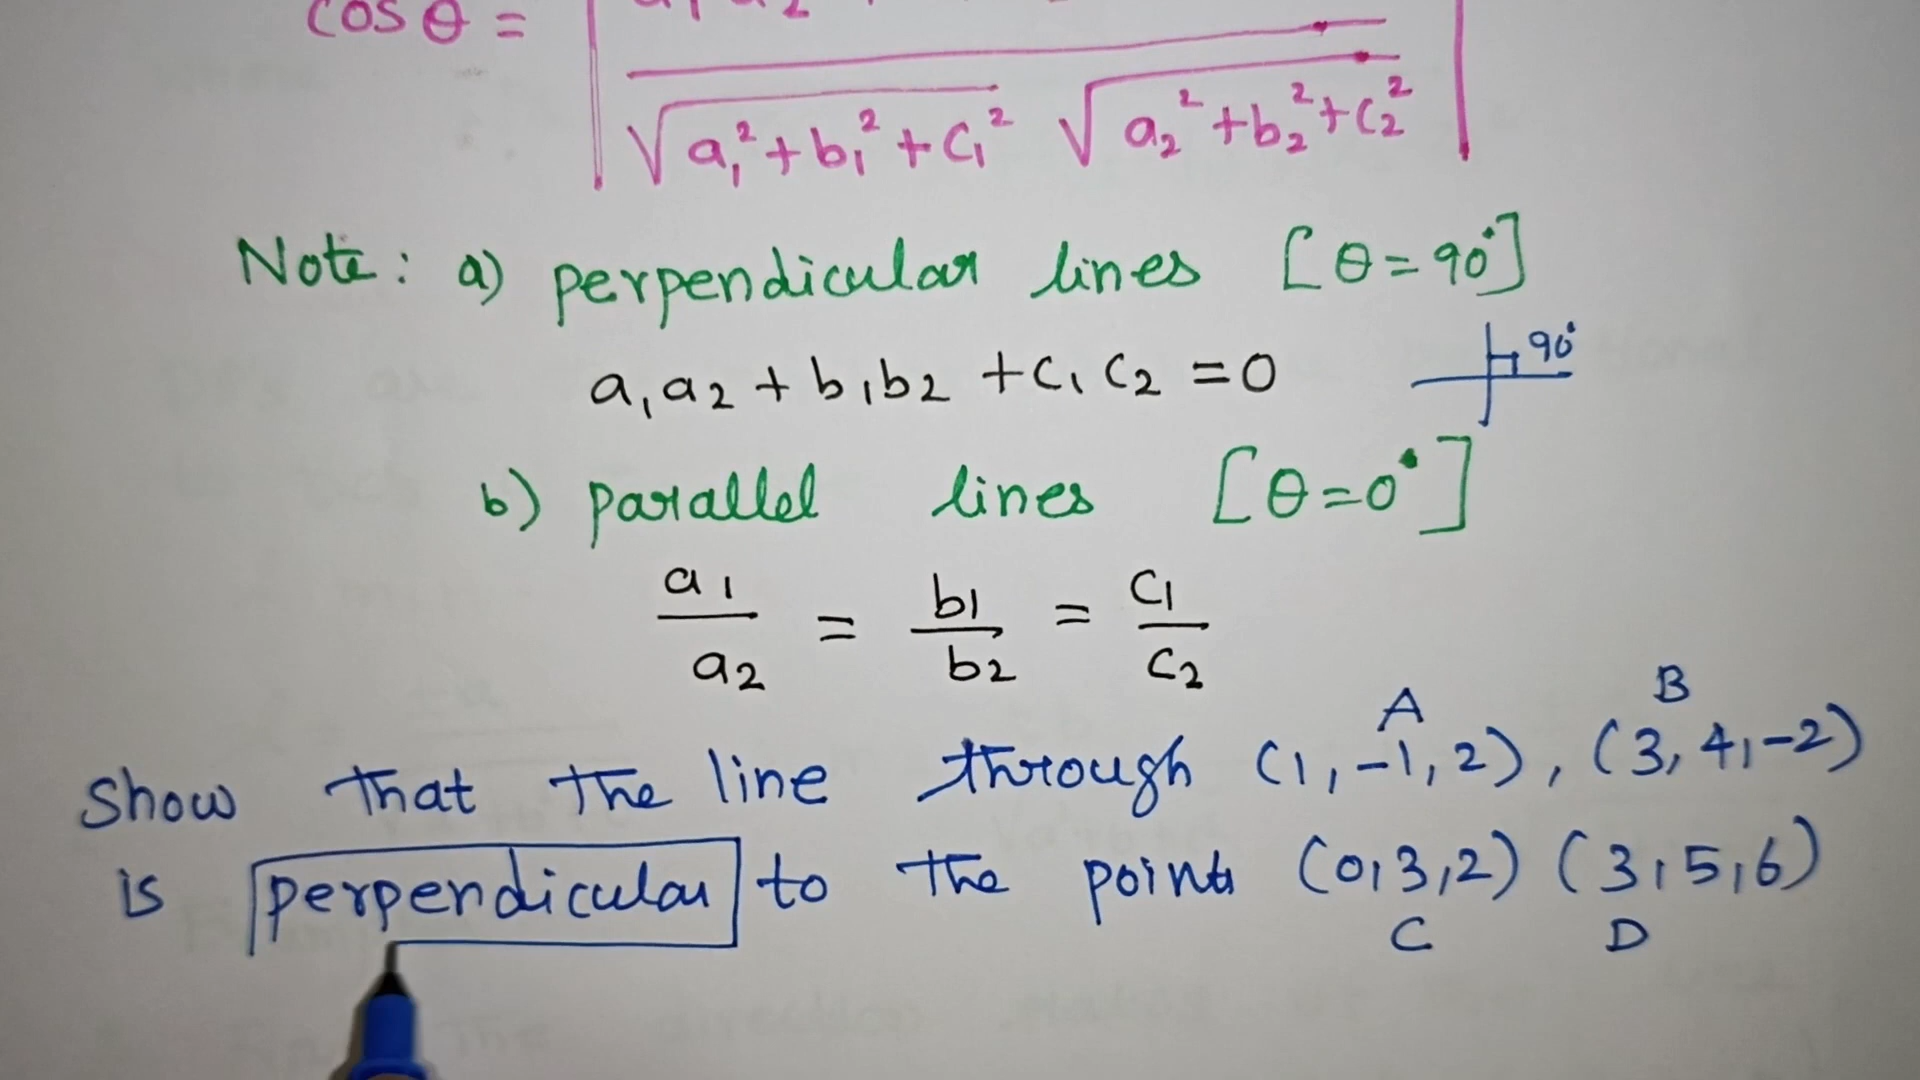 cos θ = | a₁ a₂
√a₁²+b₁²+c₁² √a₂²+b₂²+c₂² |
Note: a) perpendicular lines [θ=90°]
a₁a₂ + b₁b₂ +c₁c₂ =0 90°
b) parallel lines [θ=0°]
a₁/a₂ = b₁/b₂ = c₁/c₂
A B
Show that the line through (1,-1,2), (3,4,-2)
is perpendicular to the points (0,3,2) (3,5,6)
C D